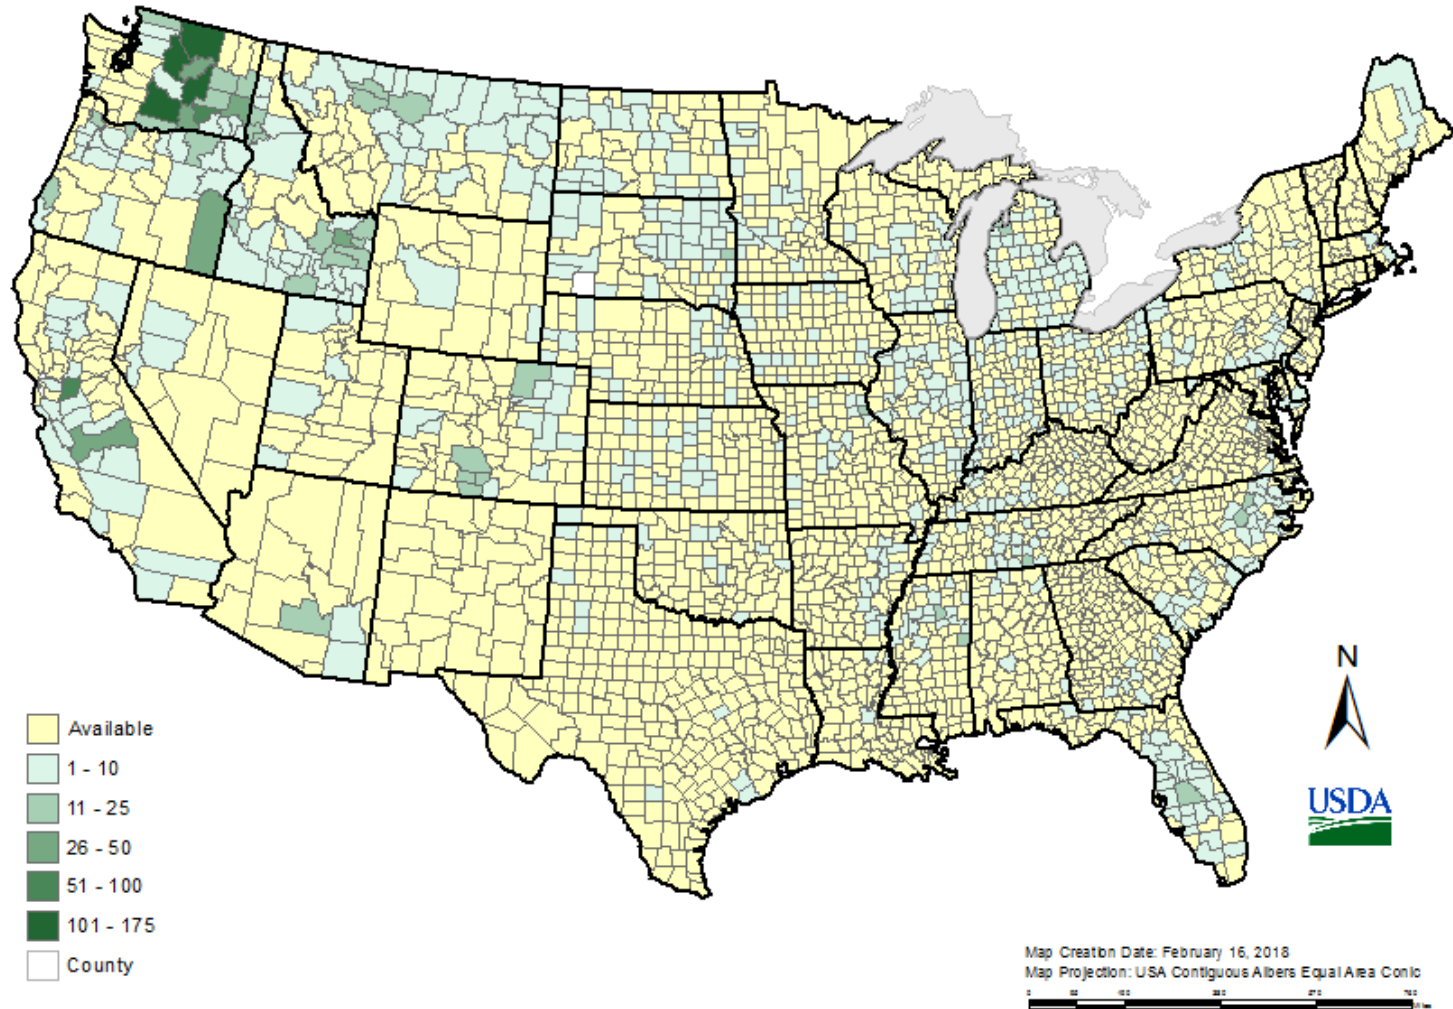 Available
1 - 10
11 - 25
26 - 50
51 - 100
101 - 175
County
N
USDA
Map Creation Date: February 16, 2018
Map Projection: USA Contiguous Albers Equal Area Conic